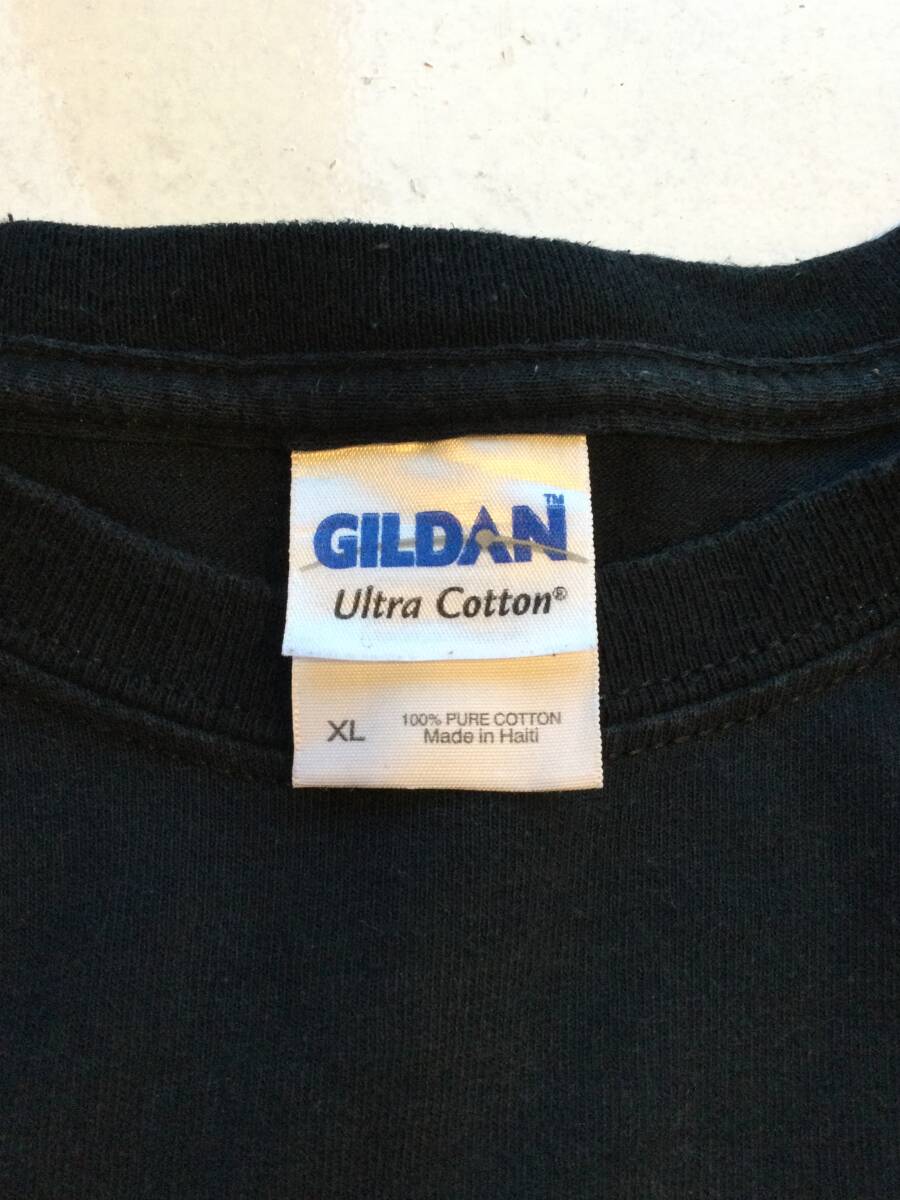 GILDAN™
Ultra Cotton®
XL
100% PURE COTTON
Made in Haiti